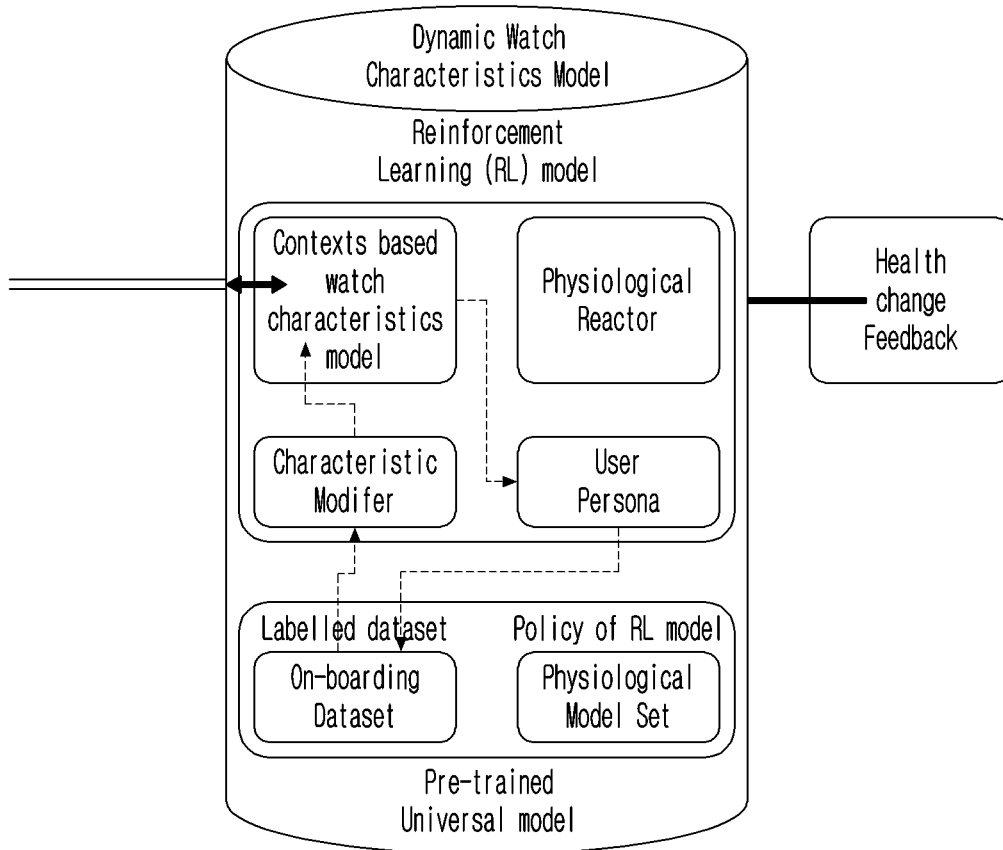 Dynamic Watch
Characteristics Model
Reinforcement
Learning (RL) model
Contexts based
watch
characteristics
model
Physiological
Reactor
Health
change
Feedback
Characteristic
Modifer
User
Persona
Labelled dataset
Policy of RL model
On-boarding
Dataset
Physiological
Model Set
Pre-trained
Universal model